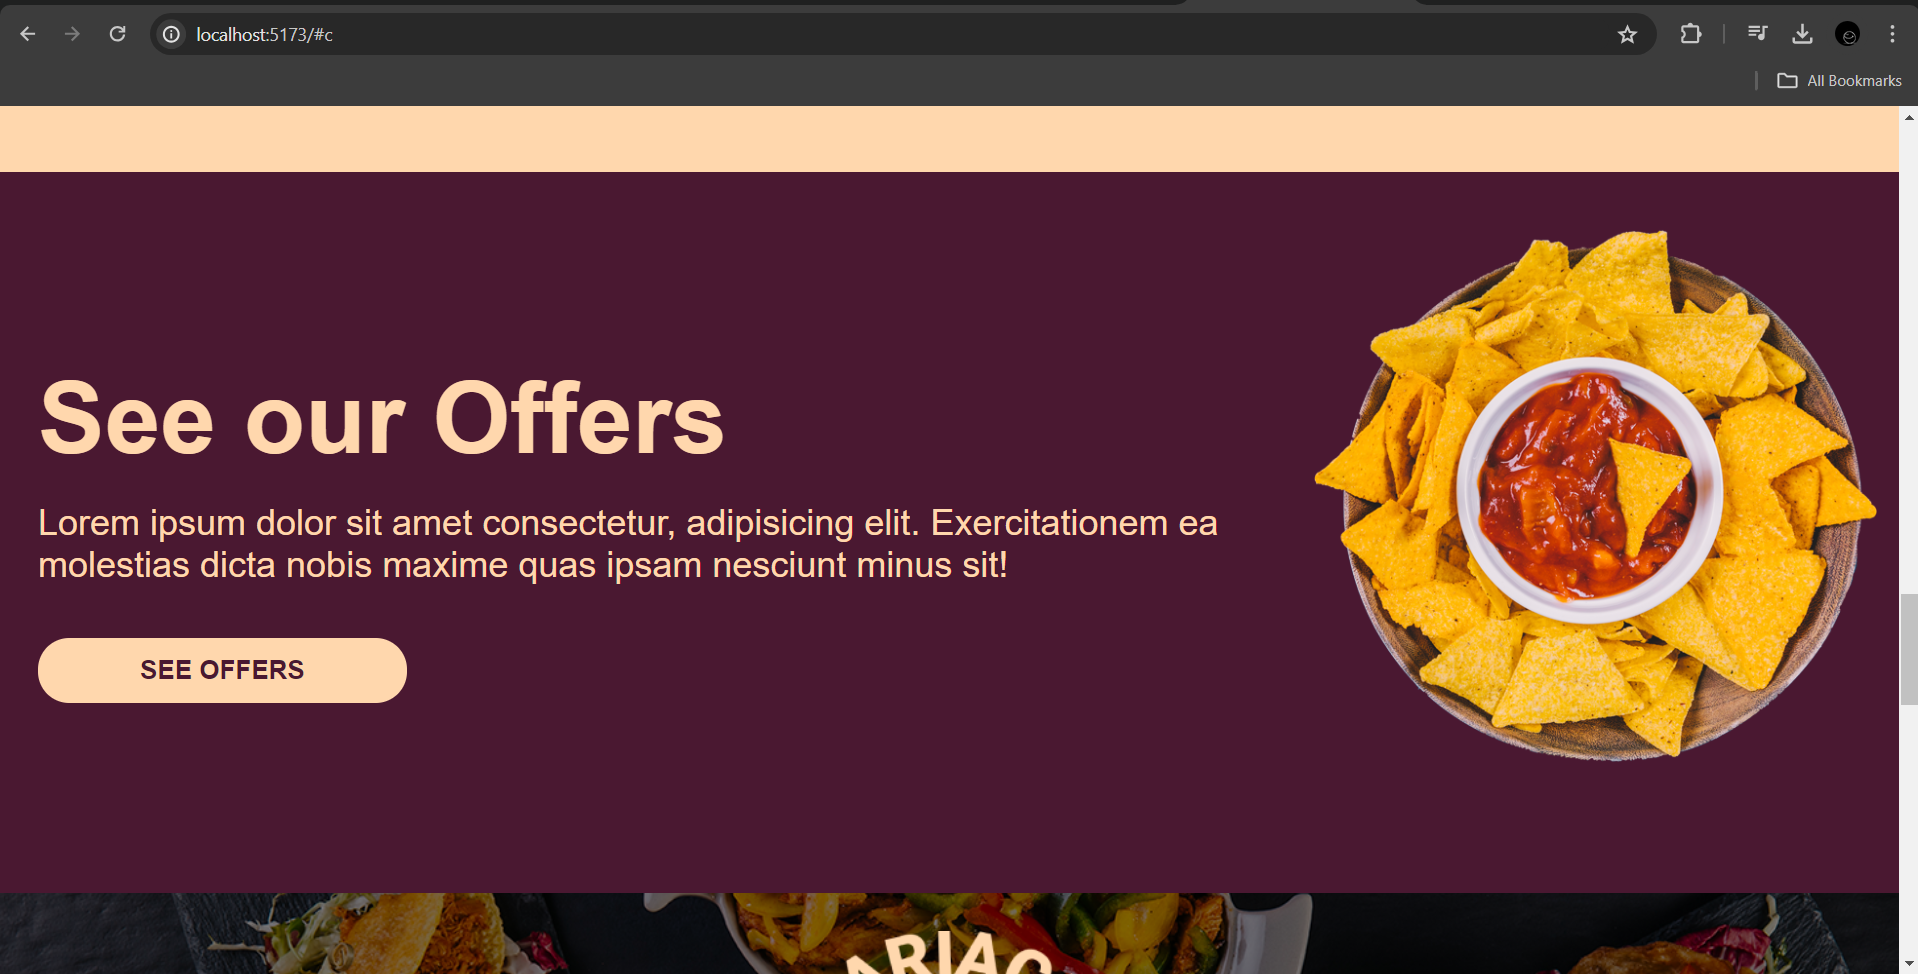 localhost:5173/#c
All Bookmarks
See our Offers
Lorem ipsum dolor sit amet consectetur, adipisicing elit. Exercitationem ea
molestias dicta nobis maxime quas ipsam nesciunt minus sit!
SEE OFFERS